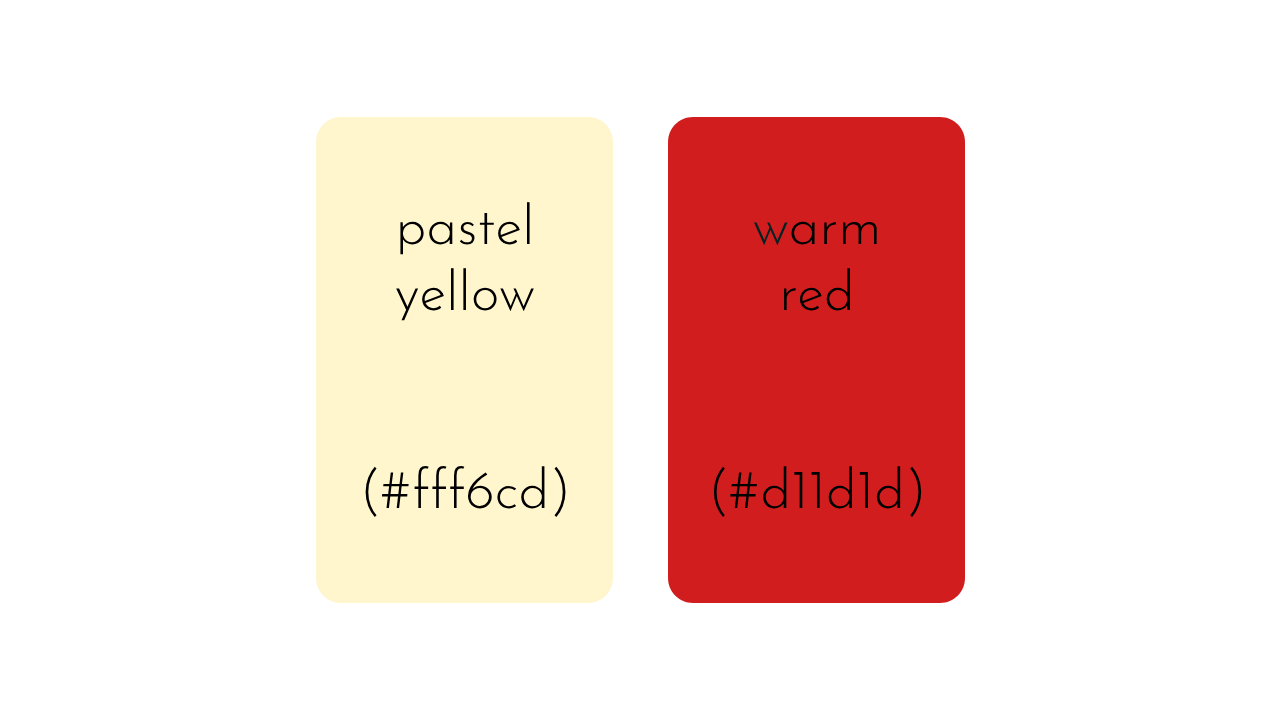 pastel
yellow
(#fff6cd)
warm
red
(#d11d1d)